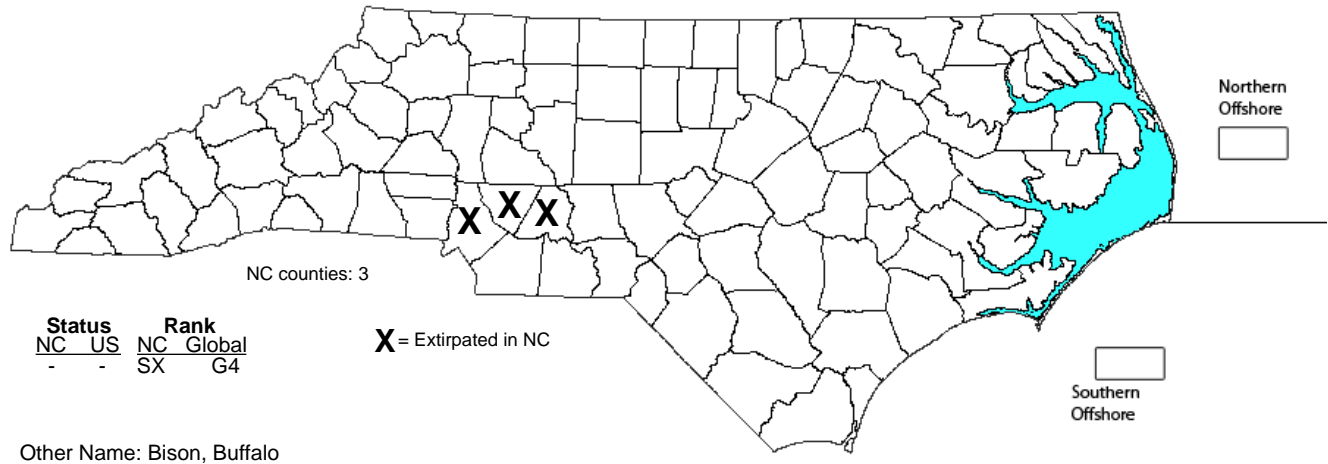 Northern
Offshore
X X X
NC counties: 3
Status Rank
NC US NC Global
- - SX G4
X = Extirpated in NC
Southern
Offshore
Other Name: Bison, Buffalo